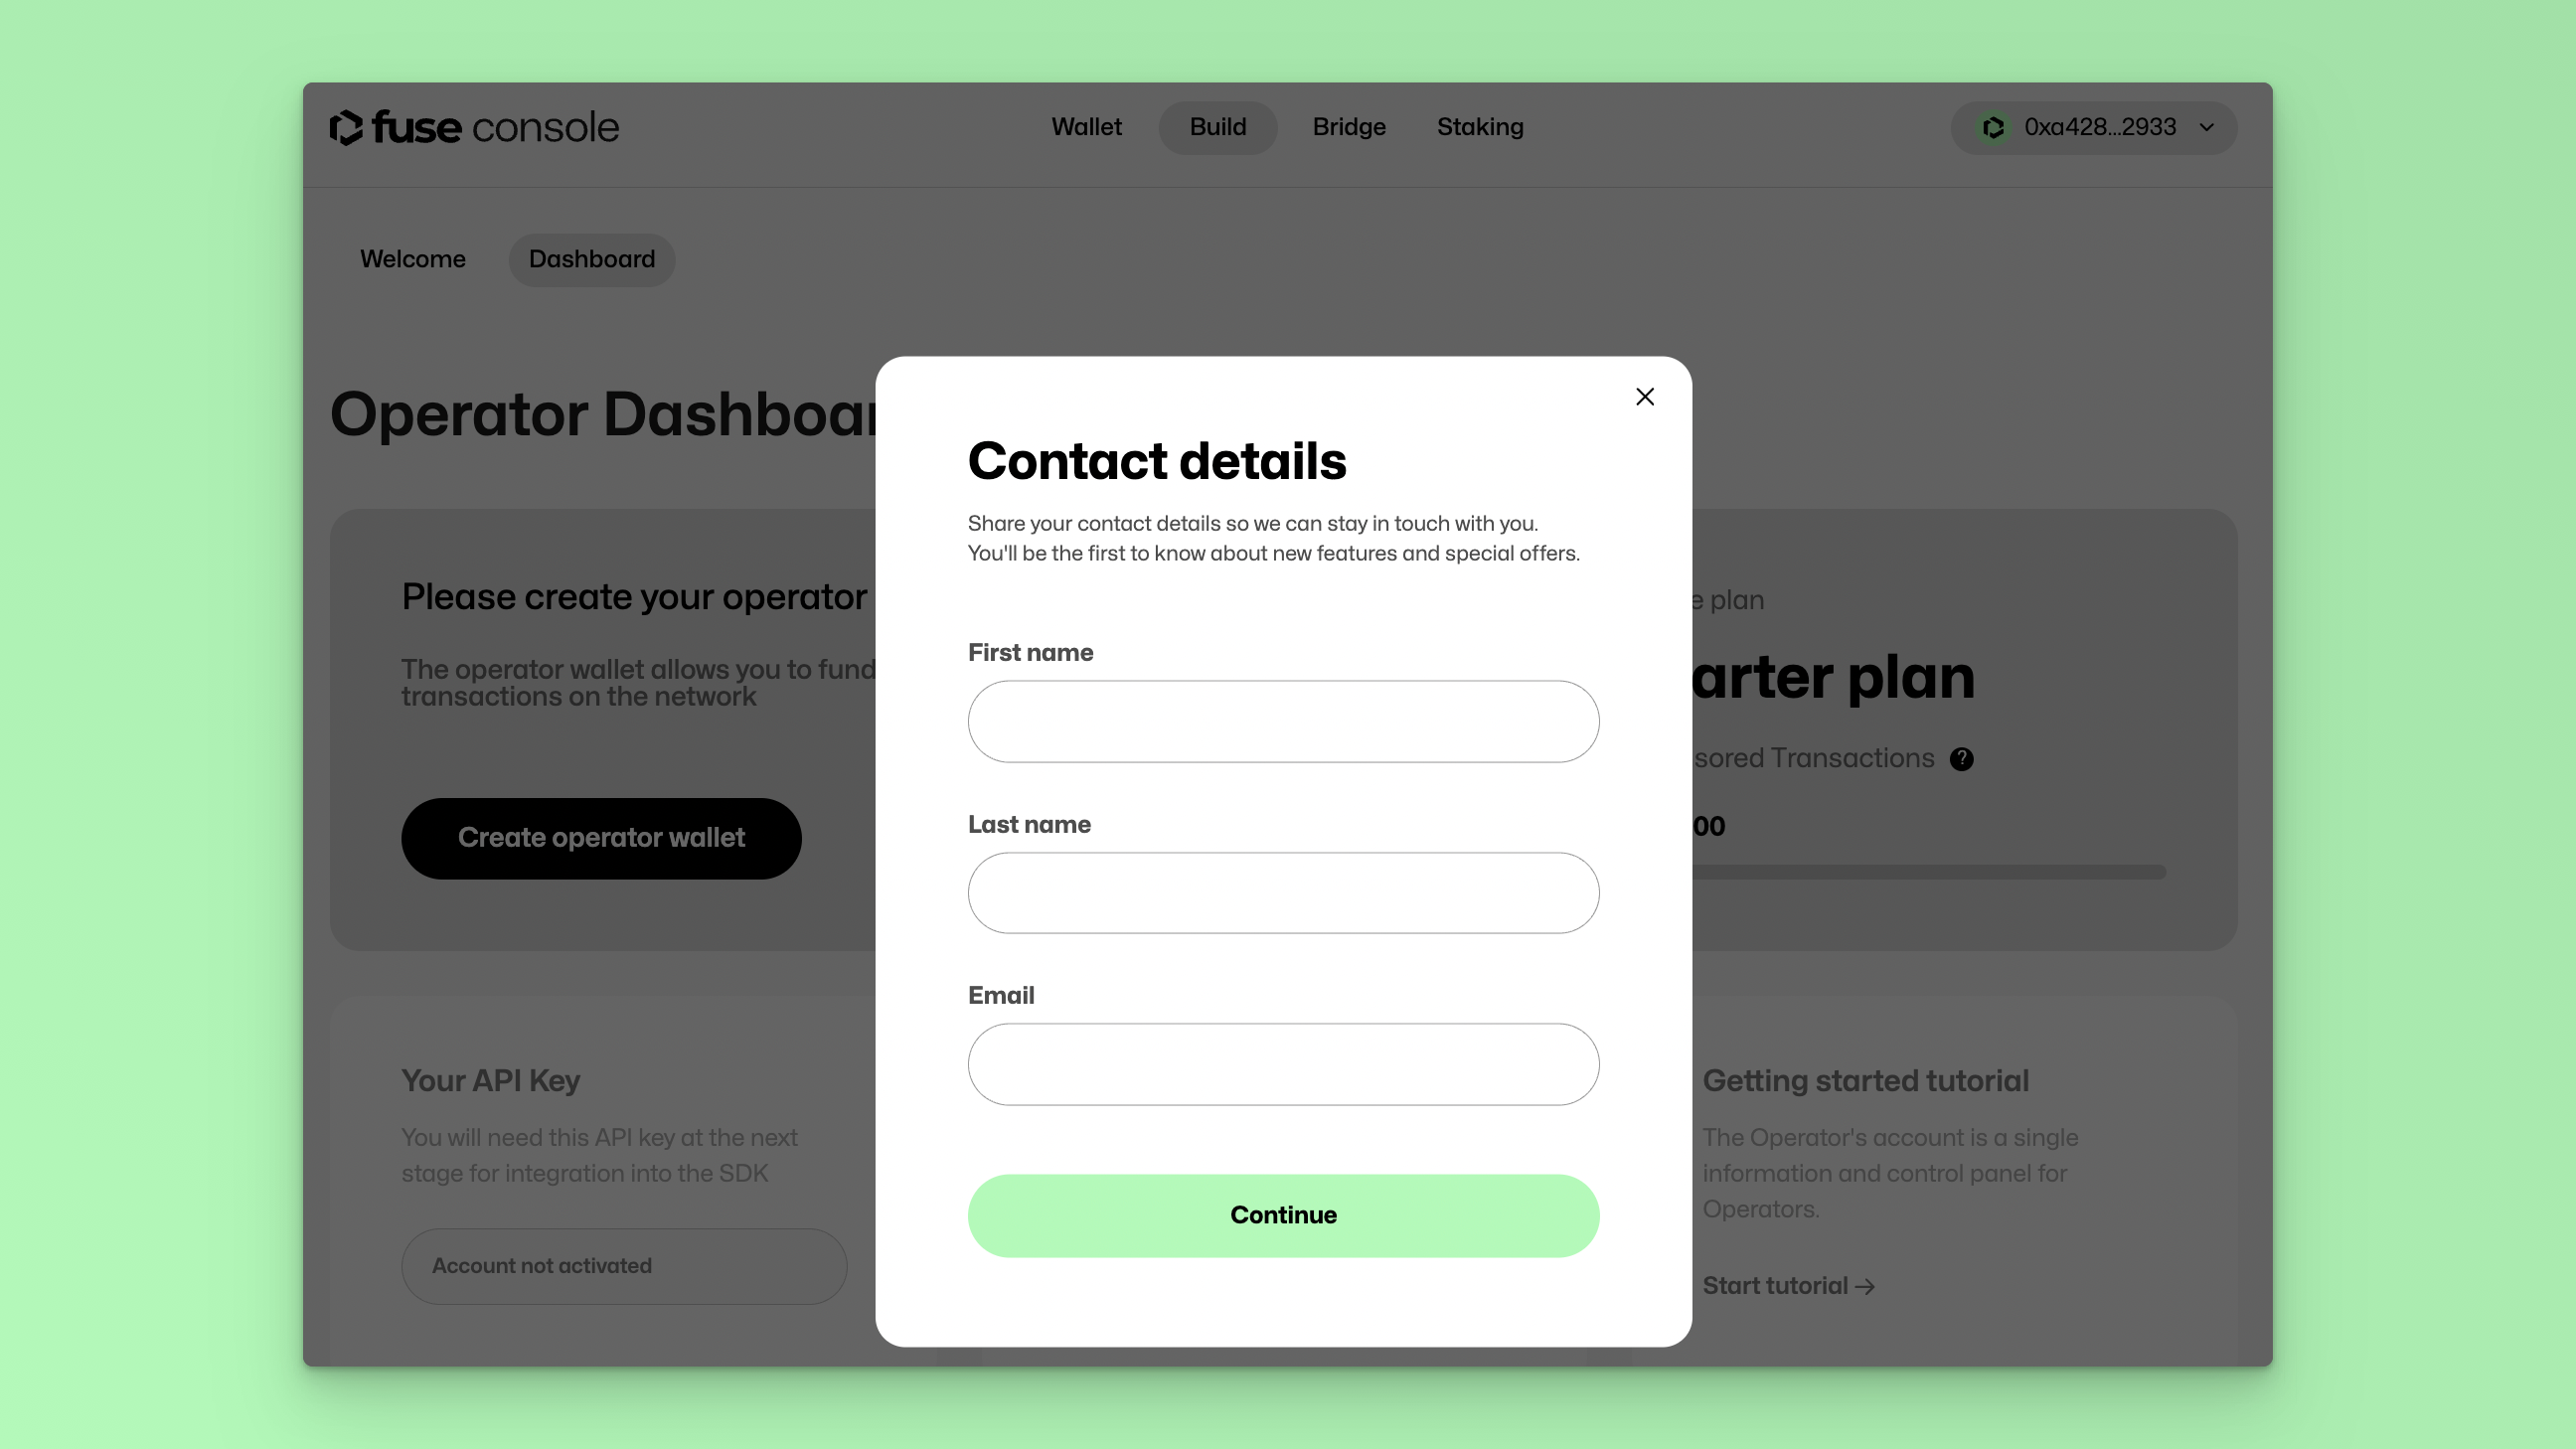 fuse console
Wallet
Build
Bridge
Staking
0xa428...2933
Welcome
Dashboard
Operator
Contact details
Share your contact details so we can stay in touch with you.
You'll be the first to know about new features and special offers.
First name
Last name
Email
Continue
Please create your operator
The operator wallet allows you to fund
transactions on the network
Create operator wallet
plan
plan
Transactions ?
00
Your API Key
You will need this API key at the next
stage for integration into the SDK
Account not activated
Getting started tutorial
The Operator's account is a single
information and control panel for
Operators.
Start tutorial →